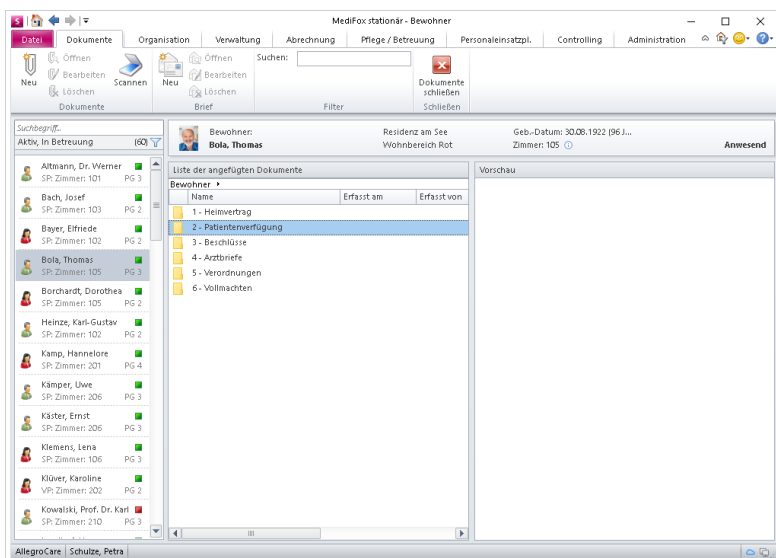 S
MediFox stationär - Bewohner
Datei Dokumente Organisation Verwaltung Abrechnung Pflege / Betreuung Personaleinsatzpl. Controlling Administration
Neu
Öffnen
Bearbeiten
Löschen
Scannen
Dokumente
Neu
Öffnen
Bearbeiten
Löschen
Brief
Suchen:
Filter
Dokumente schließen
Schließen
Suchbegriff...
Aktiv, In Betreuung (60)
Bewohner: Residenz am See Geb.-Datum: 30.08.1922 (96 J...
Bola, Thomas Wohnbereich Rot Zimmer: 105 Anwesend
Altmann, Dr. Werner
SP: Zimmer: 101 PG 3
Bach, Josef
SP: Zimmer: 103 PG 2
Bayer, Elfriede
SP: Zimmer: 102 PG 2
Bola, Thomas
SP: Zimmer: 105 PG 3
Borchardt, Dorothea
SP: Zimmer: 105 PG 2
Heinze, Karl-Gustav
SP: Zimmer: 102 PG 2
Kamp, Hannelore
SP: Zimmer: 201 PG 4
Kämper, Uwe
SP: Zimmer: 206 PG 3
Käster, Ernst
SP: Zimmer: 206 PG 3
Klemens, Lena
SP: Zimmer: 106 PG 3
Klüver, Karoline
VP: Zimmer: 202 PG 2
Kowalski, Prof. Dr. Karl
SP: Zimmer: 210 PG 3
Liste der angefügten Dokumente
Bewohner
Name Erfasst am Erfasst von
1 - Heimvertrag
2 - Patientenverfügung
3 - Beschlüsse
4 - Arztbriefe
5 - Verordnungen
6 - Vollmachten
Vorschau
AllegroCare Schulze, Petra